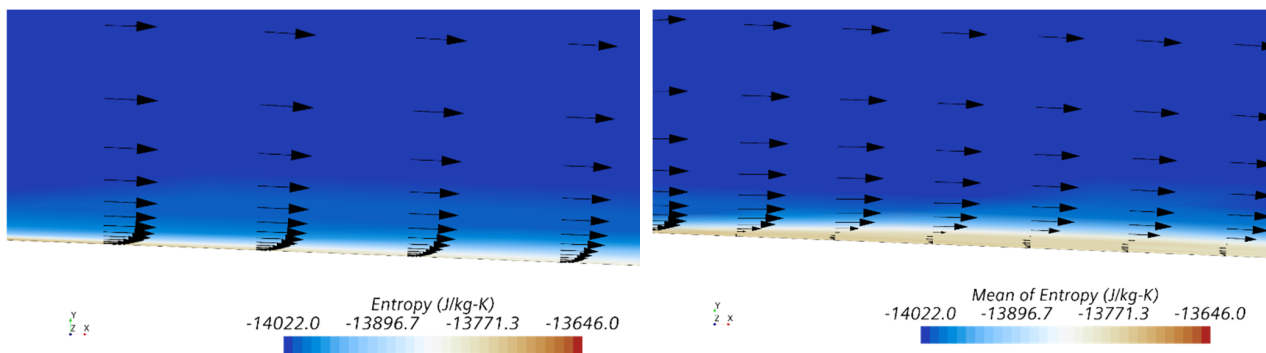 Entropy (J/kg-K)
-14022.0 -13896.7 -13771.3 -13646.0
Y
Z X
Mean of Entropy (J/kg-K)
-14022.0 -13896.7 -13771.3 -13646.0
Y
Z X